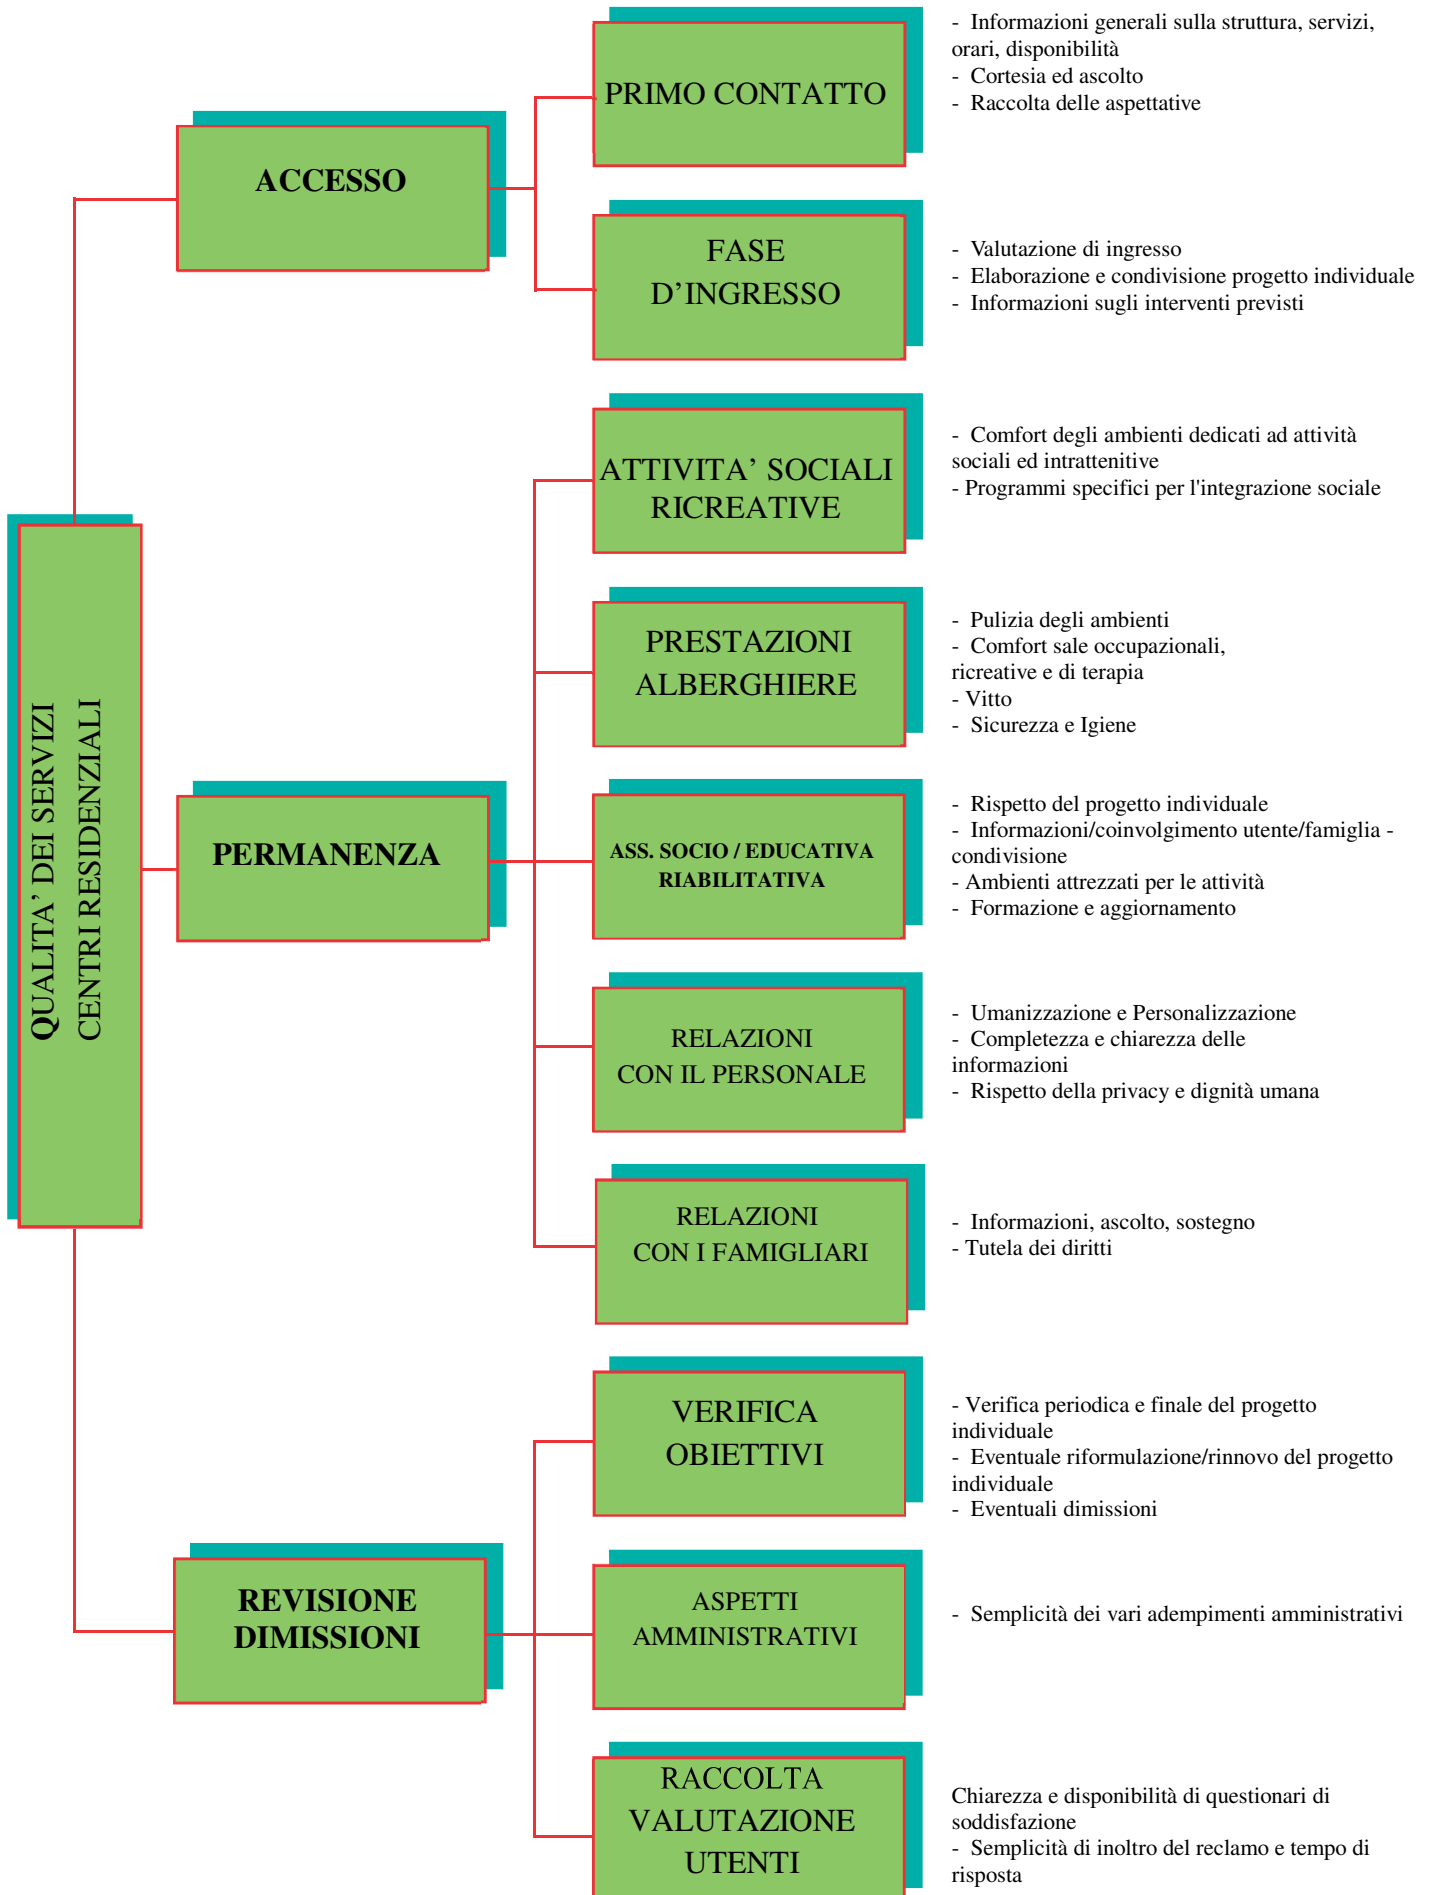 QUALITA’ DEI SERVIZI
CENTRI RESIDENZIALI
ACCESSO
PRIMO CONTATTO
- Informazioni generali sulla struttura, servizi,
orari, disponibilità
- Cortesia ed ascolto
- Raccolta delle aspettative
FASE
D’INGRESSO
- Valutazione di ingresso
- Elaborazione e condivisione progetto individuale
- Informazioni sugli interventi previsti
PERMANENZA
ATTIVITA’ SOCIALI
RICREATIVE
- Comfort degli ambienti dedicati ad attività
sociali ed intrattenitive
- Programmi specifici per l'integrazione sociale
PRESTAZIONI
ALBERGHIERE
- Pulizia degli ambienti
- Comfort sale occupazionali,
ricreative e di terapia
- Vitto
- Sicurezza e Igiene
ASS. SOCIO / EDUCATIVA
RIABILITATIVA
- Rispetto del progetto individuale
- Informazioni/coinvolgimento utente/famiglia -
condivisione
- Ambienti attrezzati per le attività
- Formazione e aggiornamento
RELAZIONI
CON IL PERSONALE
- Umanizzazione e Personalizzazione
- Completezza e chiarezza delle
informazioni
- Rispetto della privacy e dignità umana
RELAZIONI
CON I FAMIGLIARI
- Informazioni, ascolto, sostegno
- Tutela dei diritti
REVISIONE
DIMISSIONI
VERIFICA
OBIETTIVI
- Verifica periodica e finale del progetto
individuale
- Eventuale riformulazione/rinnovo del progetto
individuale
- Eventuali dimissioni
ASPETTI
AMMINISTRATIVI
- Semplicità dei vari adempimenti amministrativi
RACCOLTA
VALUTAZIONE
UTENTI
Chiarezza e disponibilità di questionari di
soddisfazione
- Semplicità di inoltro del reclamo e tempo di
risposta